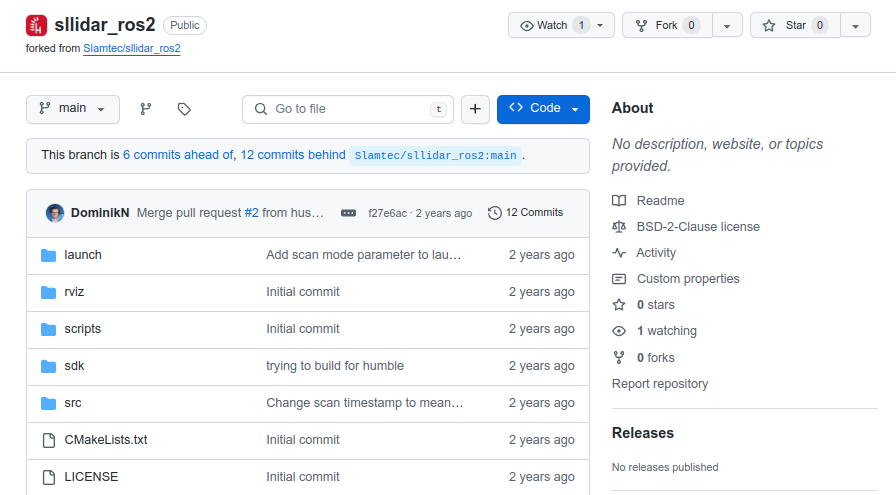 sllidar_ros2 Public
forked from Slamtec/sllidar_ros2
Watch 1
Fork 0
Star 0
main
Go to file t
Code
This branch is 6 commits ahead of, 12 commits behind Slamtec/sllidar_ros2:main .
DominikN Merge pull request #2 from hus… f27e6ac · 2 years ago 12 Commits
launch Add scan mode parameter to lau… 2 years ago
rviz Initial commit 2 years ago
scripts Initial commit 2 years ago
sdk trying to build for humble 2 years ago
src Change scan timestamp to mean… 2 years ago
CMakeLists.txt Initial commit 2 years ago
LICENSE Initial commit 2 years ago
About
No description, website, or topics
provided.
Readme
BSD-2-Clause license
Activity
Custom properties
0 stars
1 watching
0 forks
Report repository
Releases
No releases published